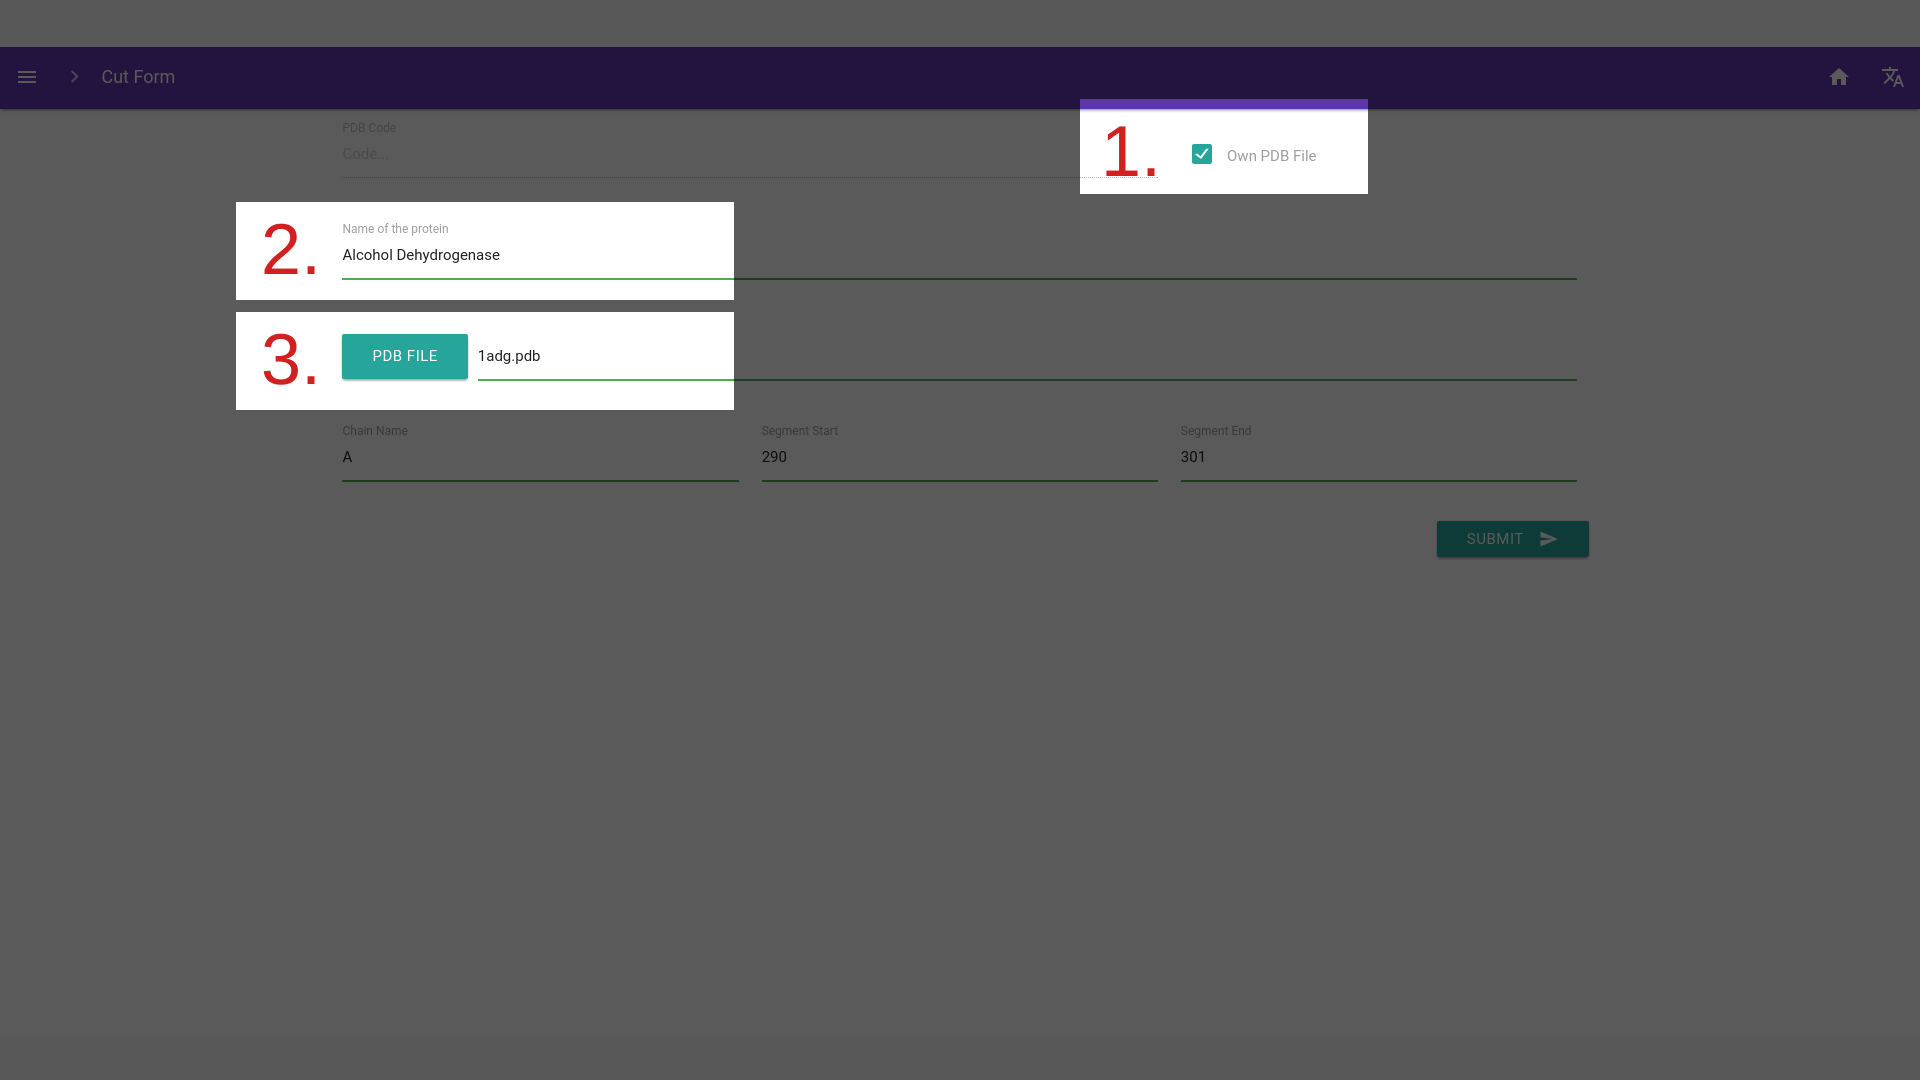 Cut Form
PDB Code
Code...
1.
Own PDB File
2.
Name of the protein
Alcohol Dehydrogenase
3.
PDB FILE
1adg.pdb
Chain Name
A
Segment Start
290
Segment End
301
SUBMIT